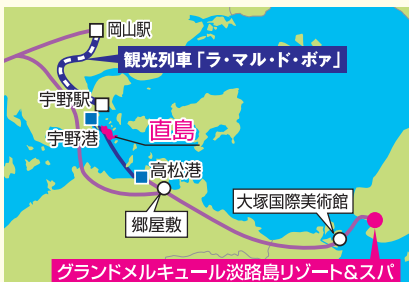 岡山駅
観光列車「ラ・マル・ド・ボァ」
宇野駅
宇野港
直島
高松港
郷屋敷
大塚国際美術館
グランドメルキュール淡路島リゾート&スパ